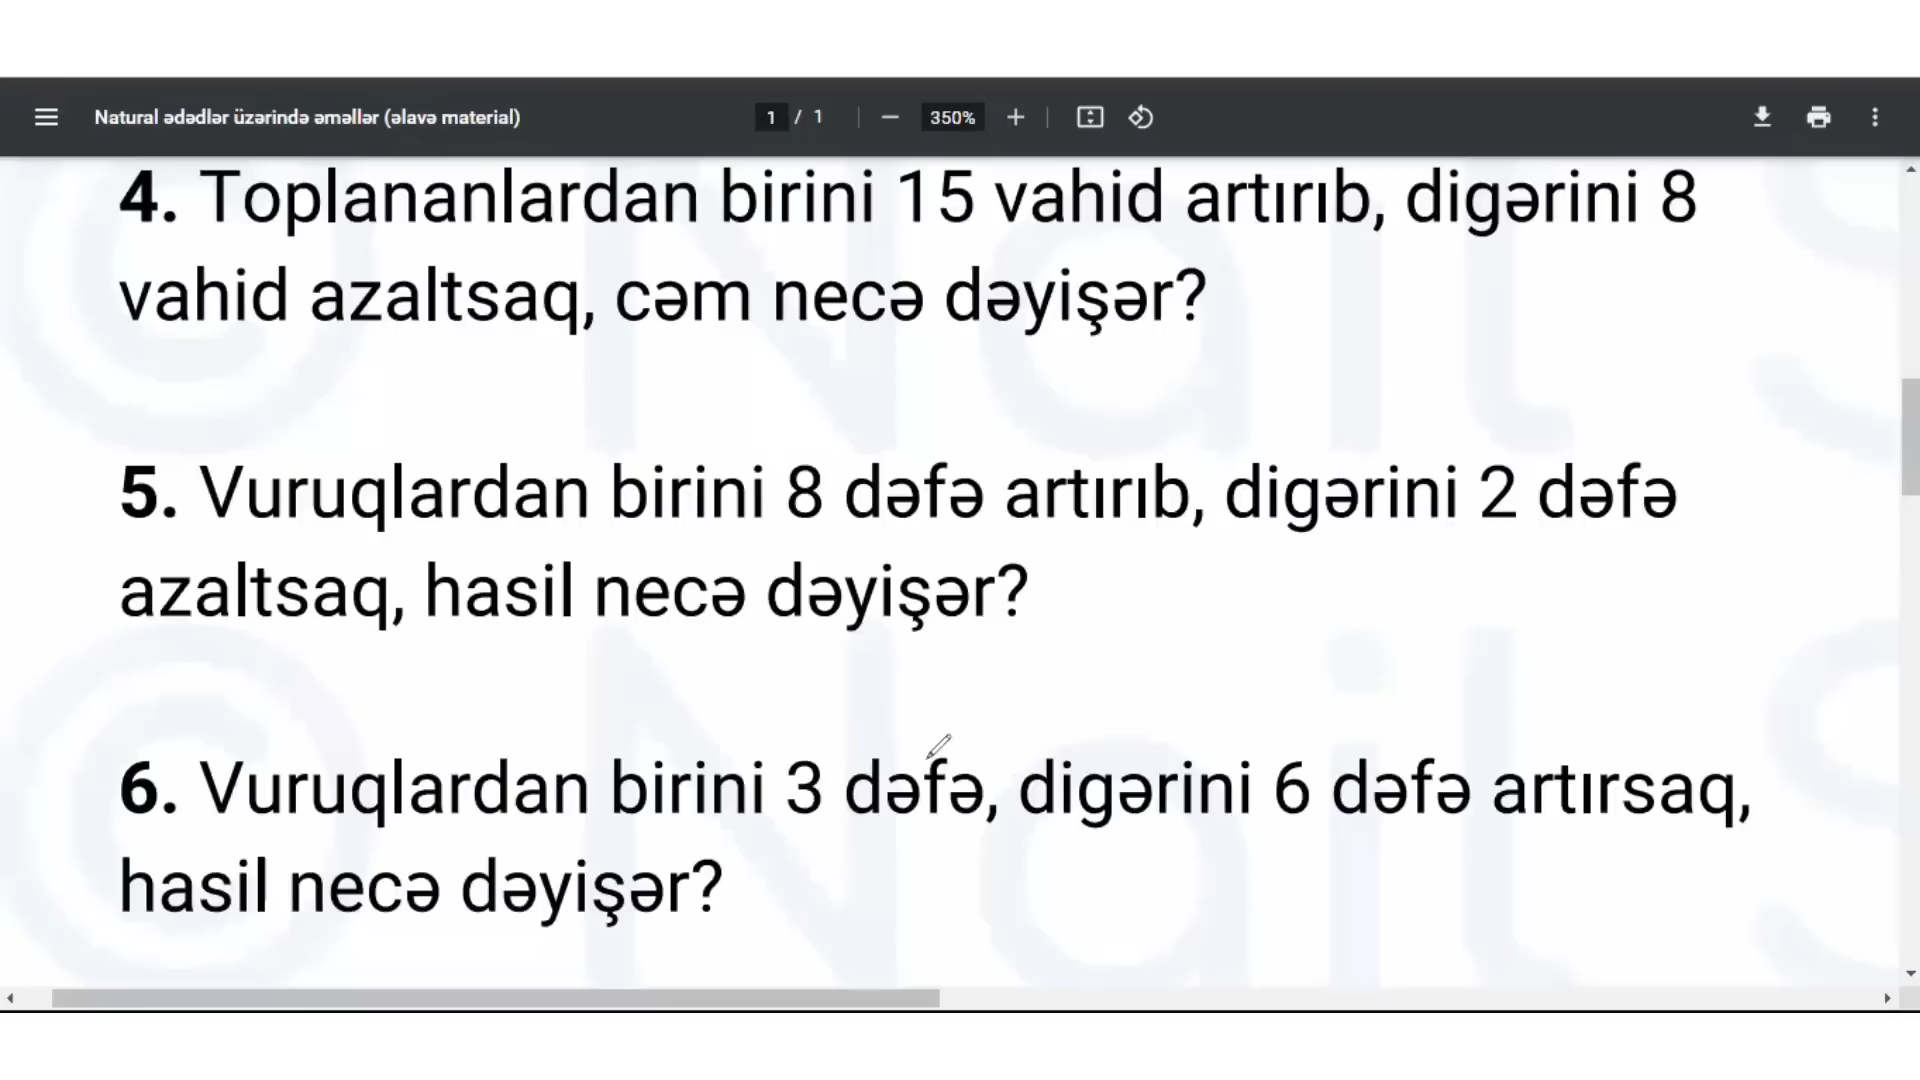 Natural ədədlər üzərində əməllər (əlavə material) 1 / 1 350%
4. Toplananlardan birini 15 vahid artırıb, digərini 8
vahid azaltsaq, cəm necə dəyişər?
5. Vuruqlardan birini 8 dəfə artırıb, digərini 2 dəfə
azaltsaq, hasil necə dəyişər?
6. Vuruqlardan birini 3 dəfə, digərini 6 dəfə artırsaq,
hasil necə dəyişər?
© Nail S
© Nail S